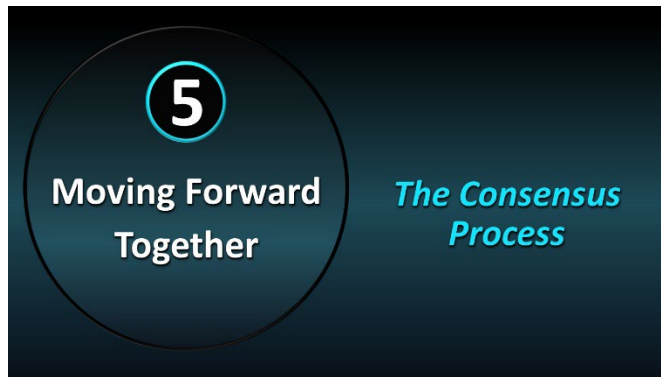 5
Moving Forward
Together
The Consensus
Process